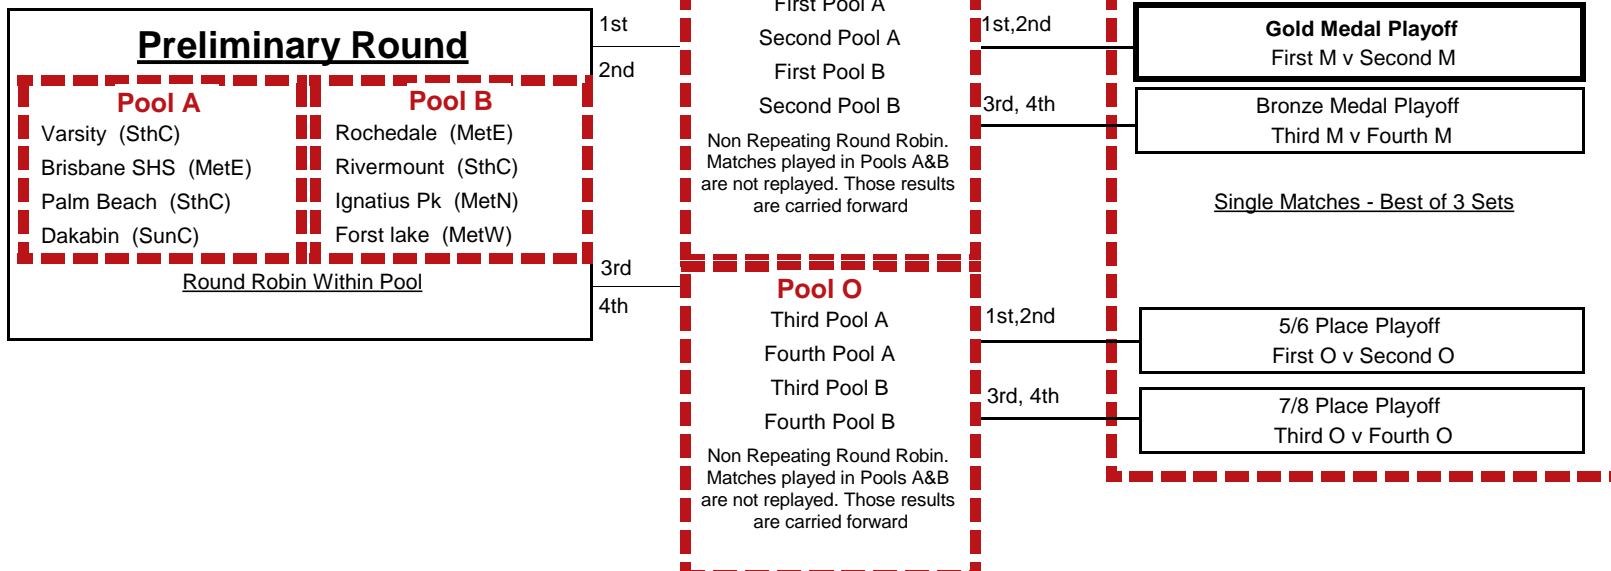 Preliminary Round
Pool A
Varsity (SthC)
Brisbane SHS (MetE)
Palm Beach (SthC)
Dakabin (SunC)
Pool B
Rochedale (MetE)
Rivermount (SthC)
Ignatius Pk (MetN)
Forst lake (MetW)
Round Robin Within Pool
1st
2nd
3rd
4th
First Pool A
Second Pool A
First Pool B
Second Pool B
Non Repeating Round Robin.
Matches played in Pools A&B
are not replayed. Those results
are carried forward
Pool O
Third Pool A
Fourth Pool A
Third Pool B
Fourth Pool B
Non Repeating Round Robin.
Matches played in Pools A&B
are not replayed. Those results
are carried forward
1st,2nd
3rd, 4th
1st,2nd
3rd, 4th
Gold Medal Playoff
First M v Second M
Bronze Medal Playoff
Third M v Fourth M
Single Matches - Best of 3 Sets
5/6 Place Playoff
First O v Second O
7/8 Place Playoff
Third O v Fourth O